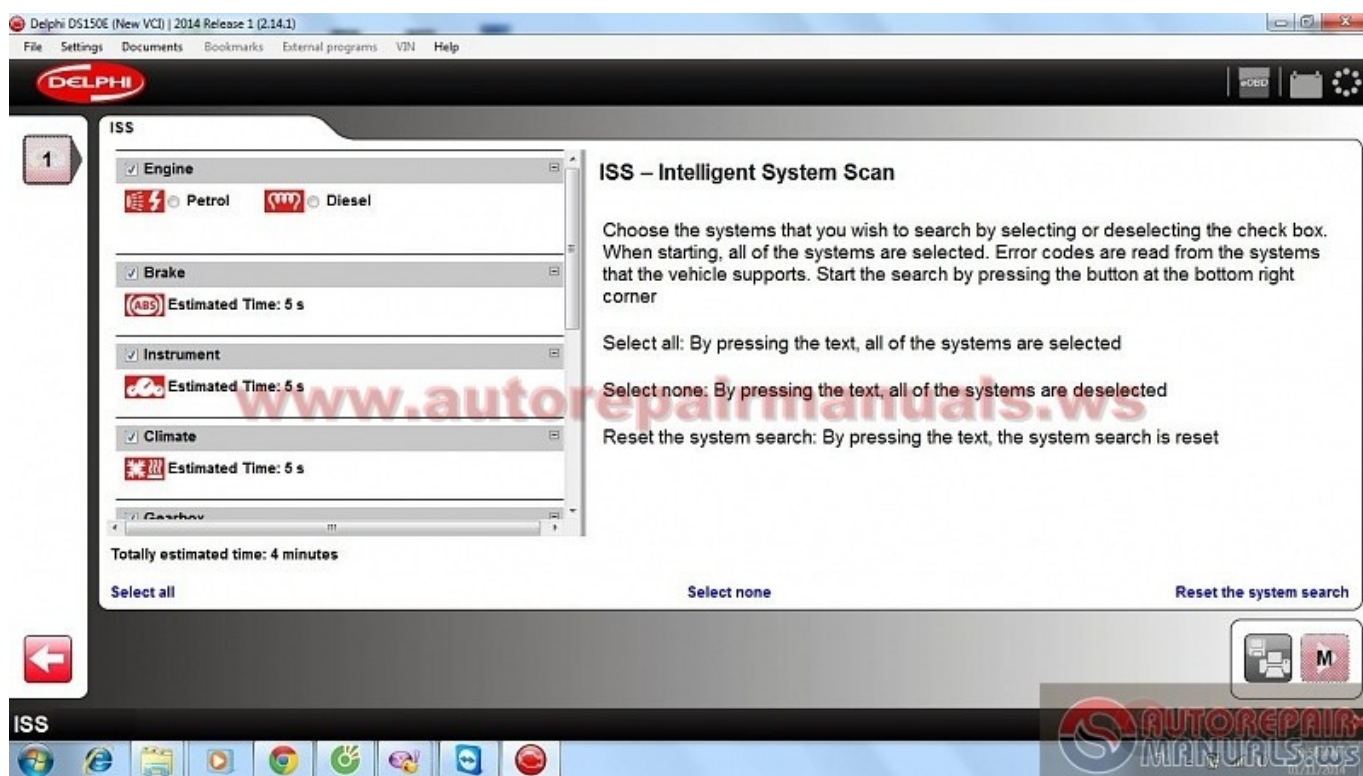 Delphi DS150E (New VCI) | 2014 Release 1 (2.14.1)
File Settings Documents Bookmarks External programs VIN Help
DELPHI
eOBD
ISS
1
Engine
Petrol Diesel
Brake
ABS Estimated Time: 5 s
Instrument
Estimated Time: 5 s
Climate
Estimated Time: 5 s
Gearbox
Totally estimated time: 4 minutes
ISS – Intelligent System Scan
Choose the systems that you wish to search by selecting or deselecting the check box.
When starting, all of the systems are selected. Error codes are read from the systems
that the vehicle supports. Start the search by pressing the button at the bottom right
corner
Select all: By pressing the text, all of the systems are selected
Select none: By pressing the text, all of the systems are deselected
Reset the system search: By pressing the text, the system search is reset
www.autorepairmanuals.ws
Select all Select none Reset the system search
M
ISS
AUTOREPAIR
MANUALS.WS
01/11/2014